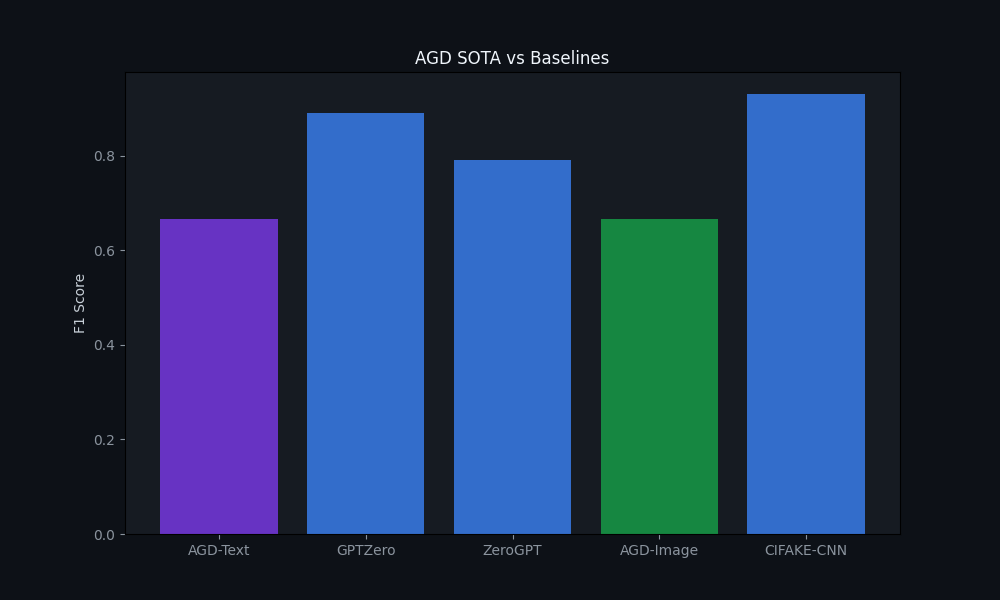 AGD SOTA vs Baselines
F1 Score
0.8
0.6
0.4
0.2
0.0
AGD-Text GPTZero ZeroGPT AGD-Image CIFAKE-CNN